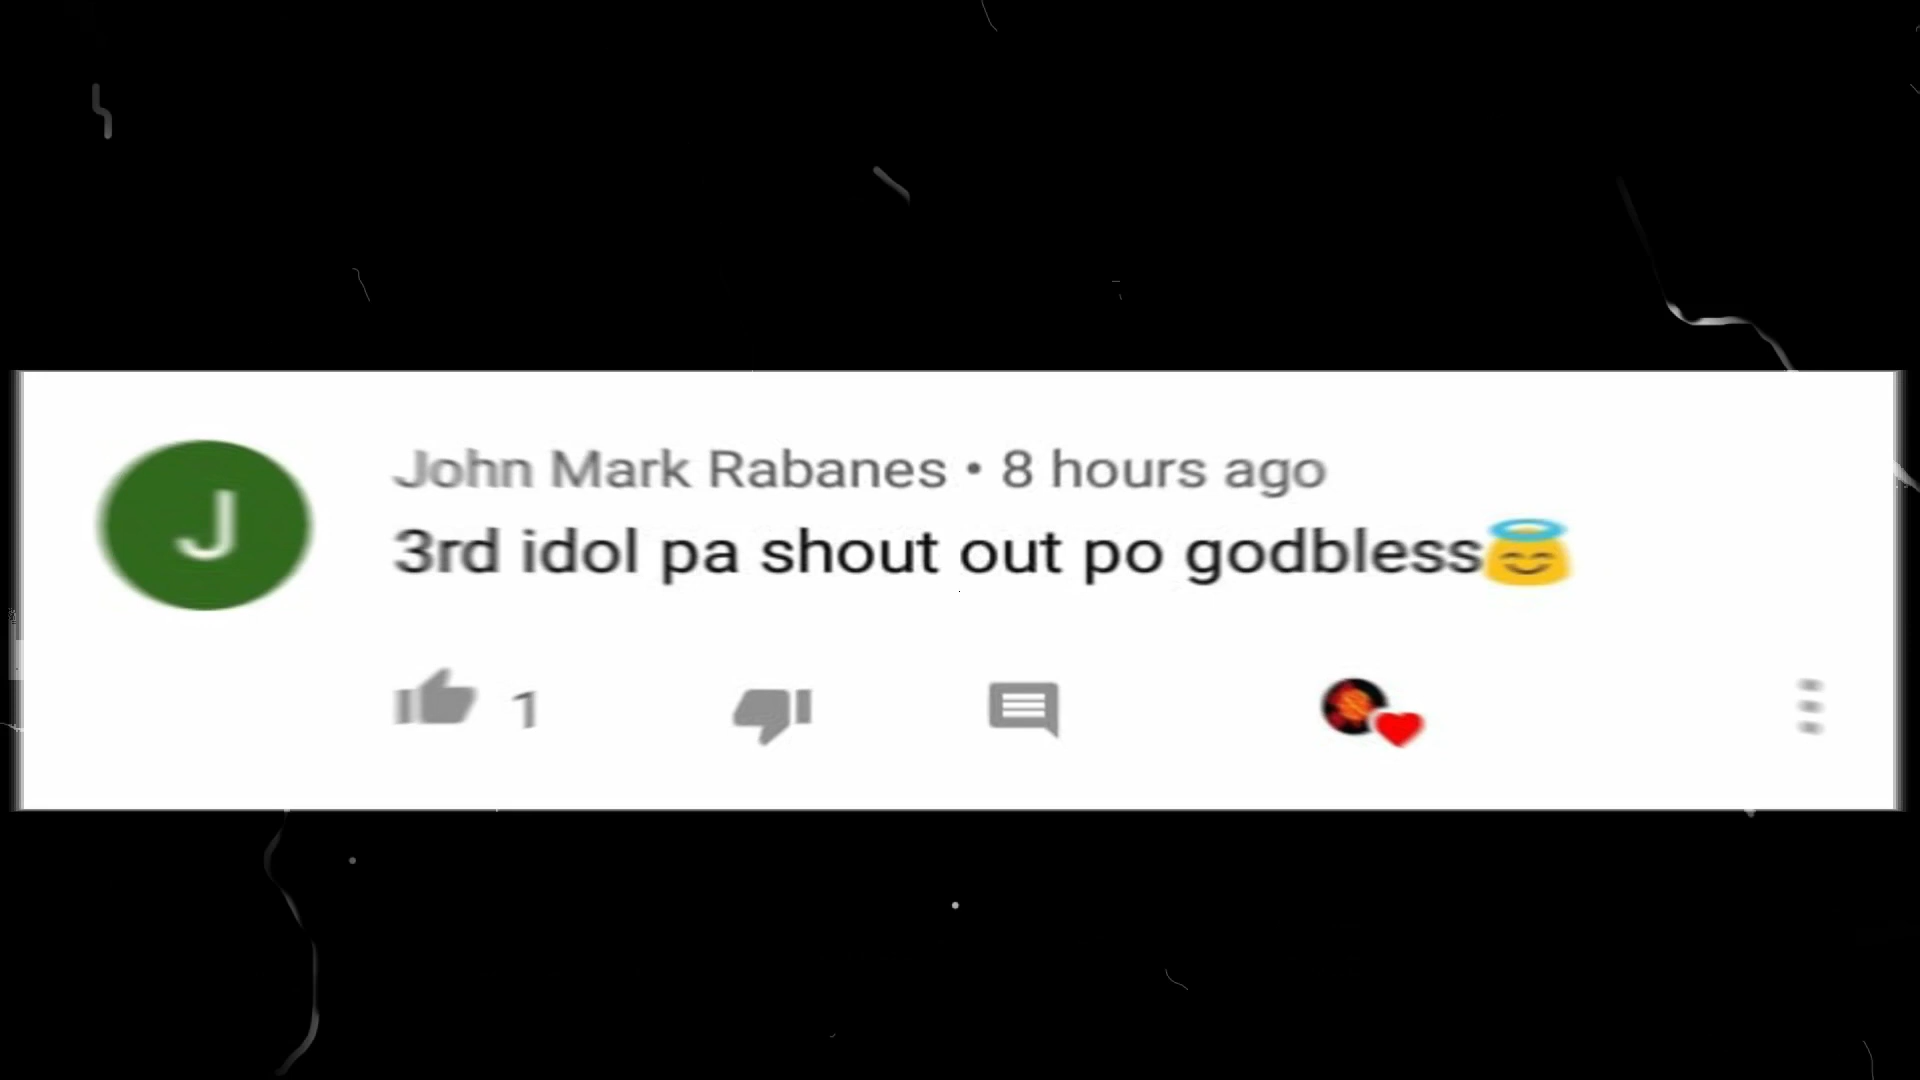 J
John Mark Rabanes • 8 hours ago
3rd idol pa shout out po godbless😇
1